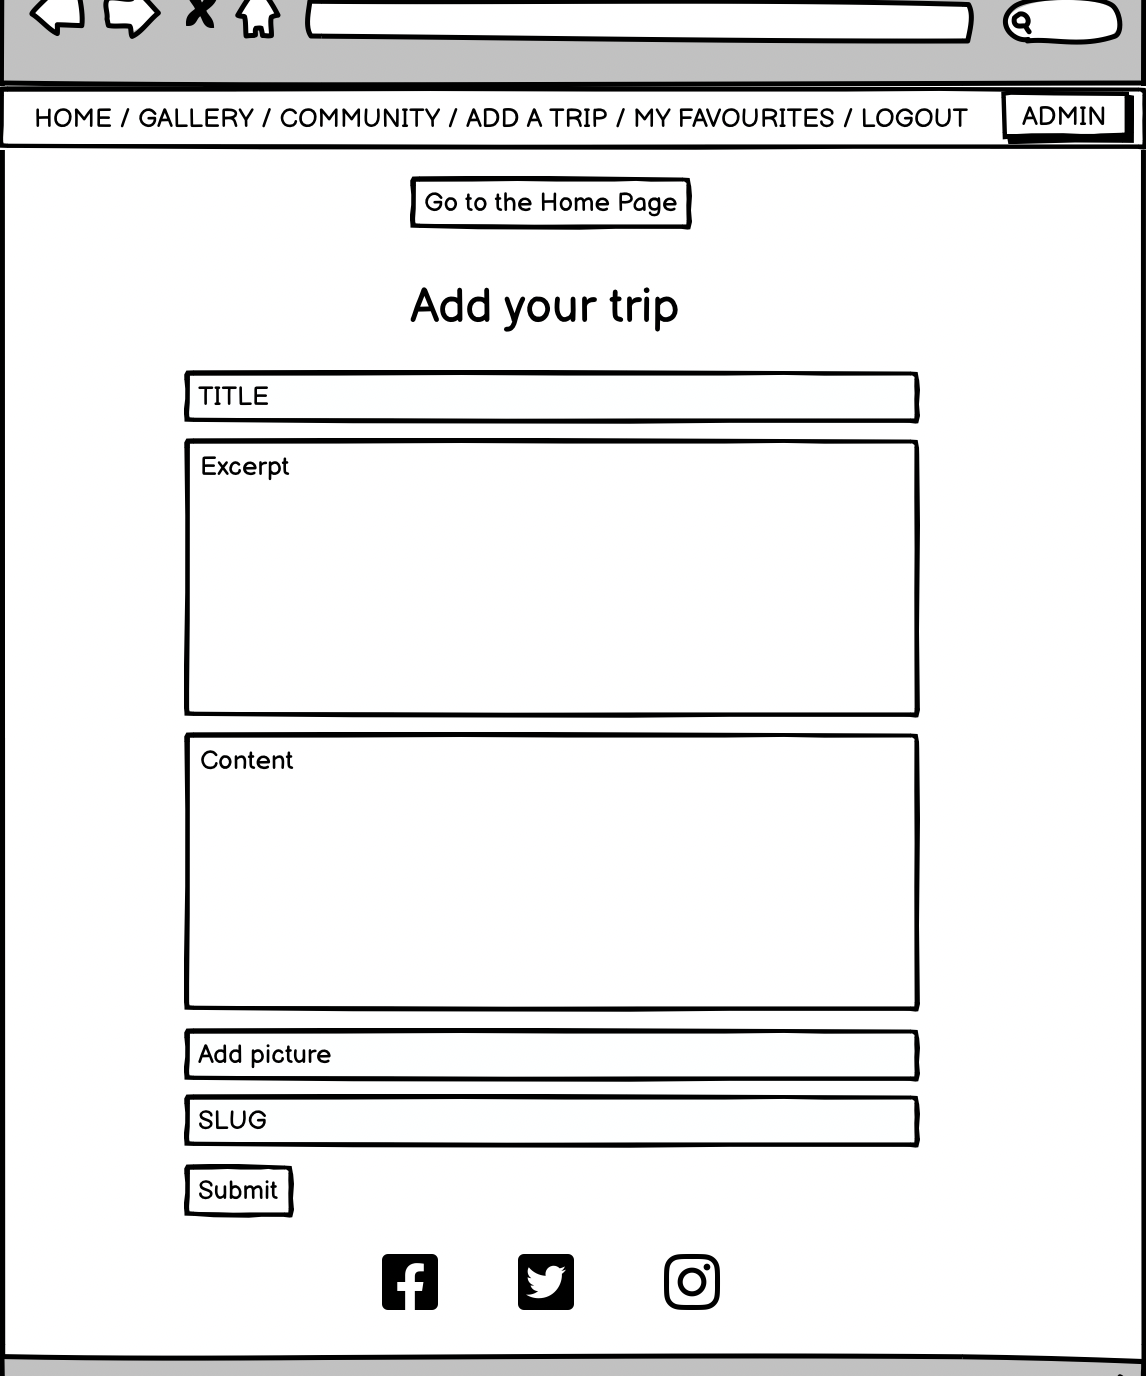 HOME / GALLERY / COMMUNITY / ADD A TRIP / MY FAVOURITES / LOGOUT ADMIN
Go to the Home Page
Add your trip
TITLE
Excerpt
Content
Add picture
SLUG
Submit